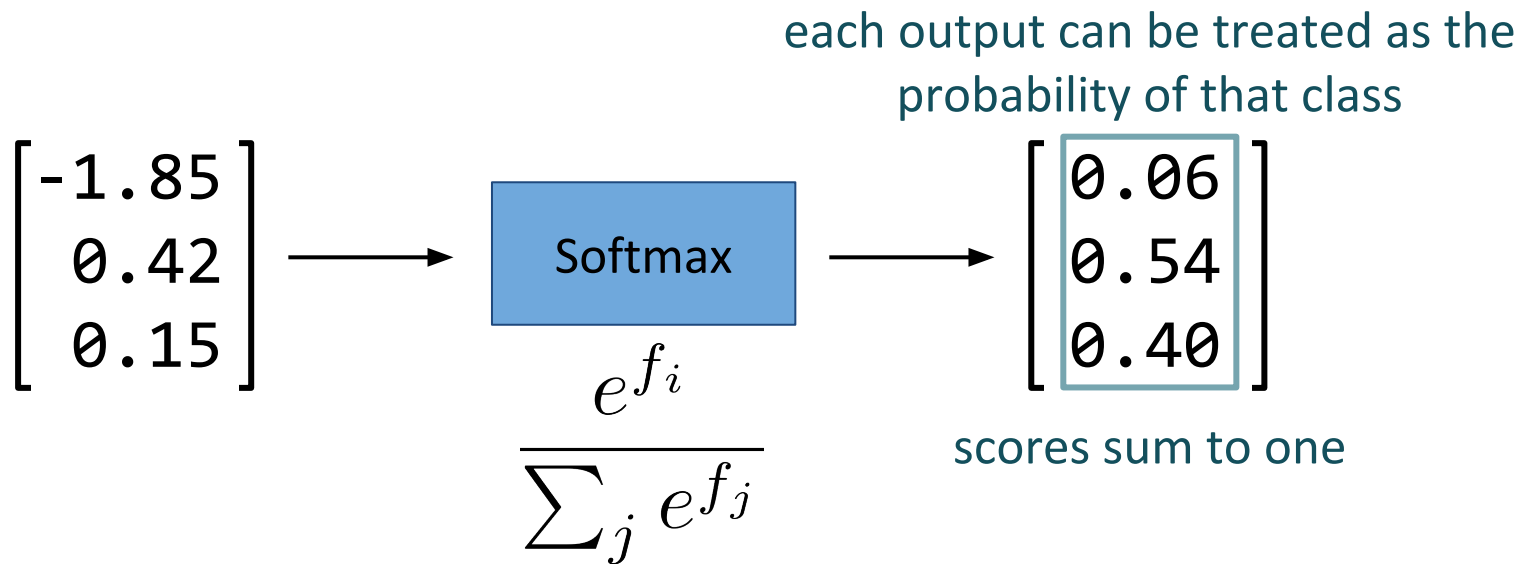 each output can be treated as the
probability of that class
-1.85
0.42
0.15
Softmax
e^{f_i}
∑_j e^{f_j}
0.06
0.54
0.40
scores sum to one